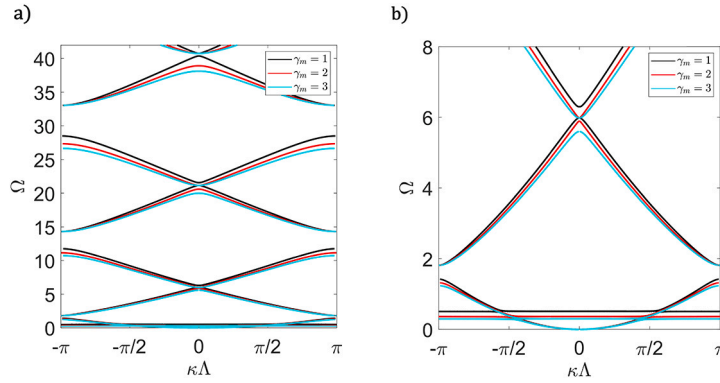 a)
40
35
30
25
20
15
10
5
0
Ω
-π
-π/2
0
π/2
π
κΛ
γm = 1
γm = 2
γm = 3
b)
8
6
4
2
0
Ω
-π
-π/2
0
π/2
π
κΛ
γm = 1
γm = 2
γm = 3